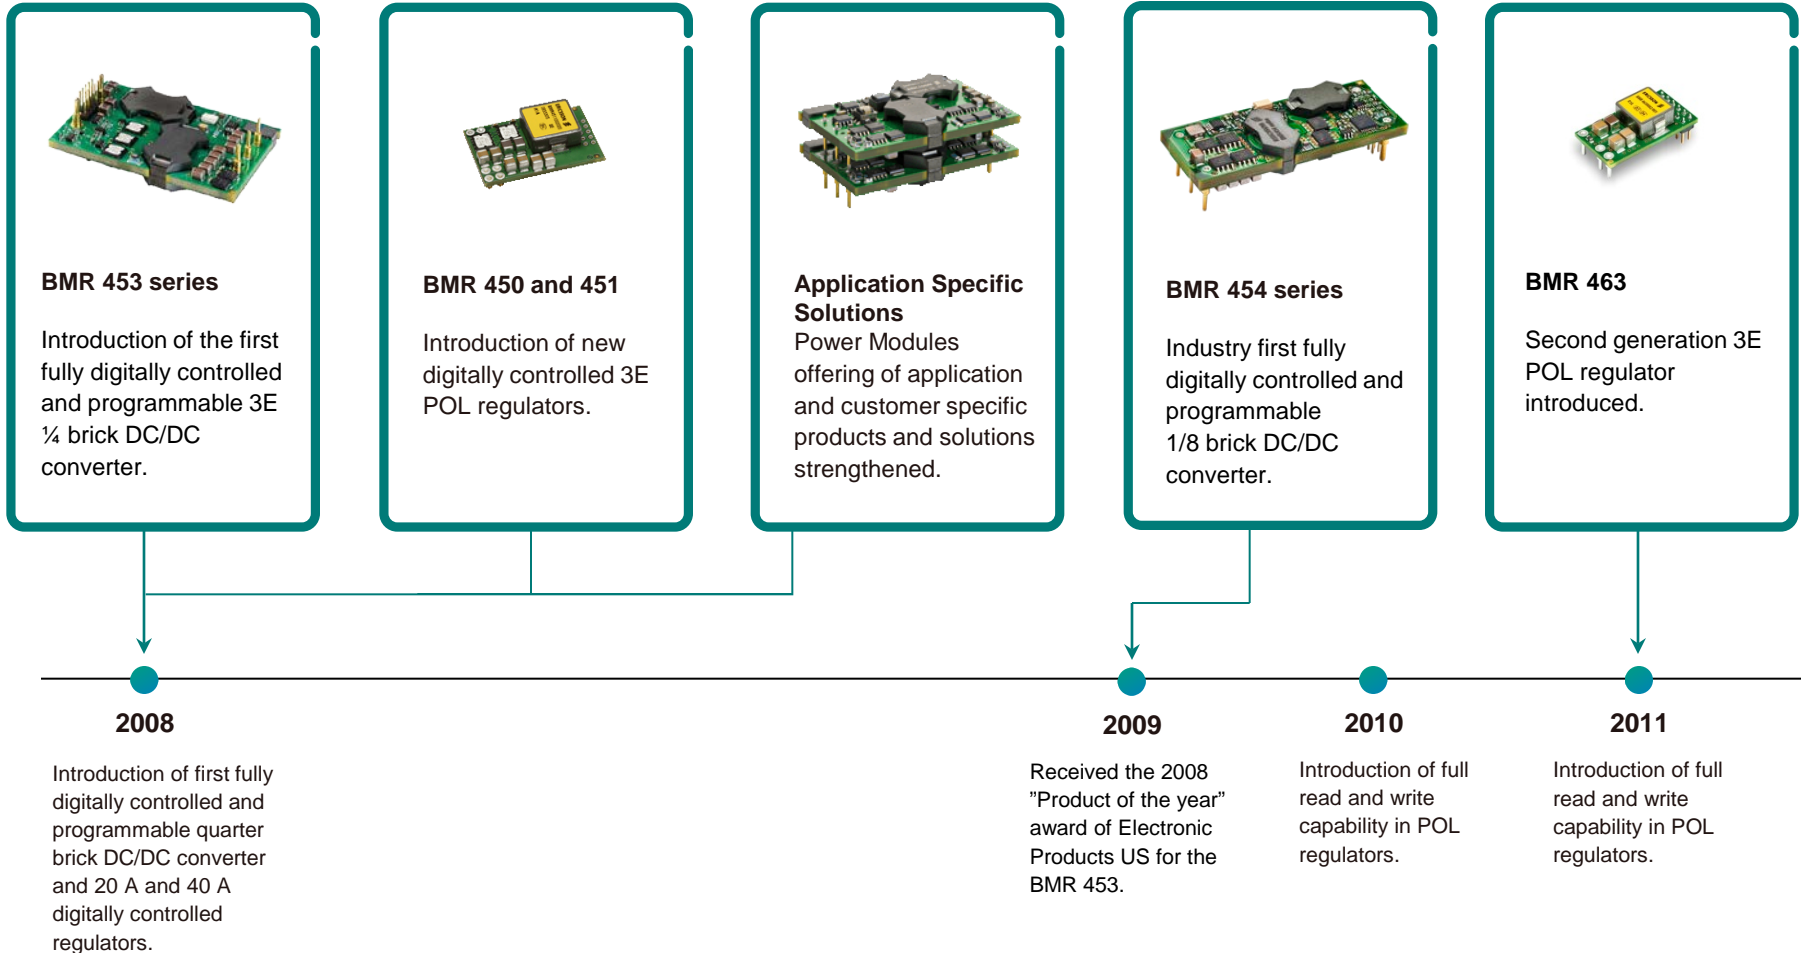 BMR 453 series
Introduction of the first
fully digitally controlled
and programmable 3E
¼ brick DC/DC
converter.
BMR 450 and 451
Introduction of new
digitally controlled 3E
POL regulators.
Application Specific
Solutions
Power Modules
offering of application
and customer specific
products and solutions
strengthened.
BMR 454 series
Industry first fully
digitally controlled and
programmable
1/8 brick DC/DC
converter.
BMR 463
Second generation 3E
POL regulator
introduced.
2008
Introduction of first fully
digitally controlled and
programmable quarter
brick DC/DC converter
and 20 A and 40 A
digitally controlled
regulators.
2009
Received the 2008
”Product of the year”
award of Electronic
Products US for the
BMR 453.
2010
Introduction of full
read and write
capability in POL
regulators.
2011
Introduction of full
read and write
capability in POL
regulators.